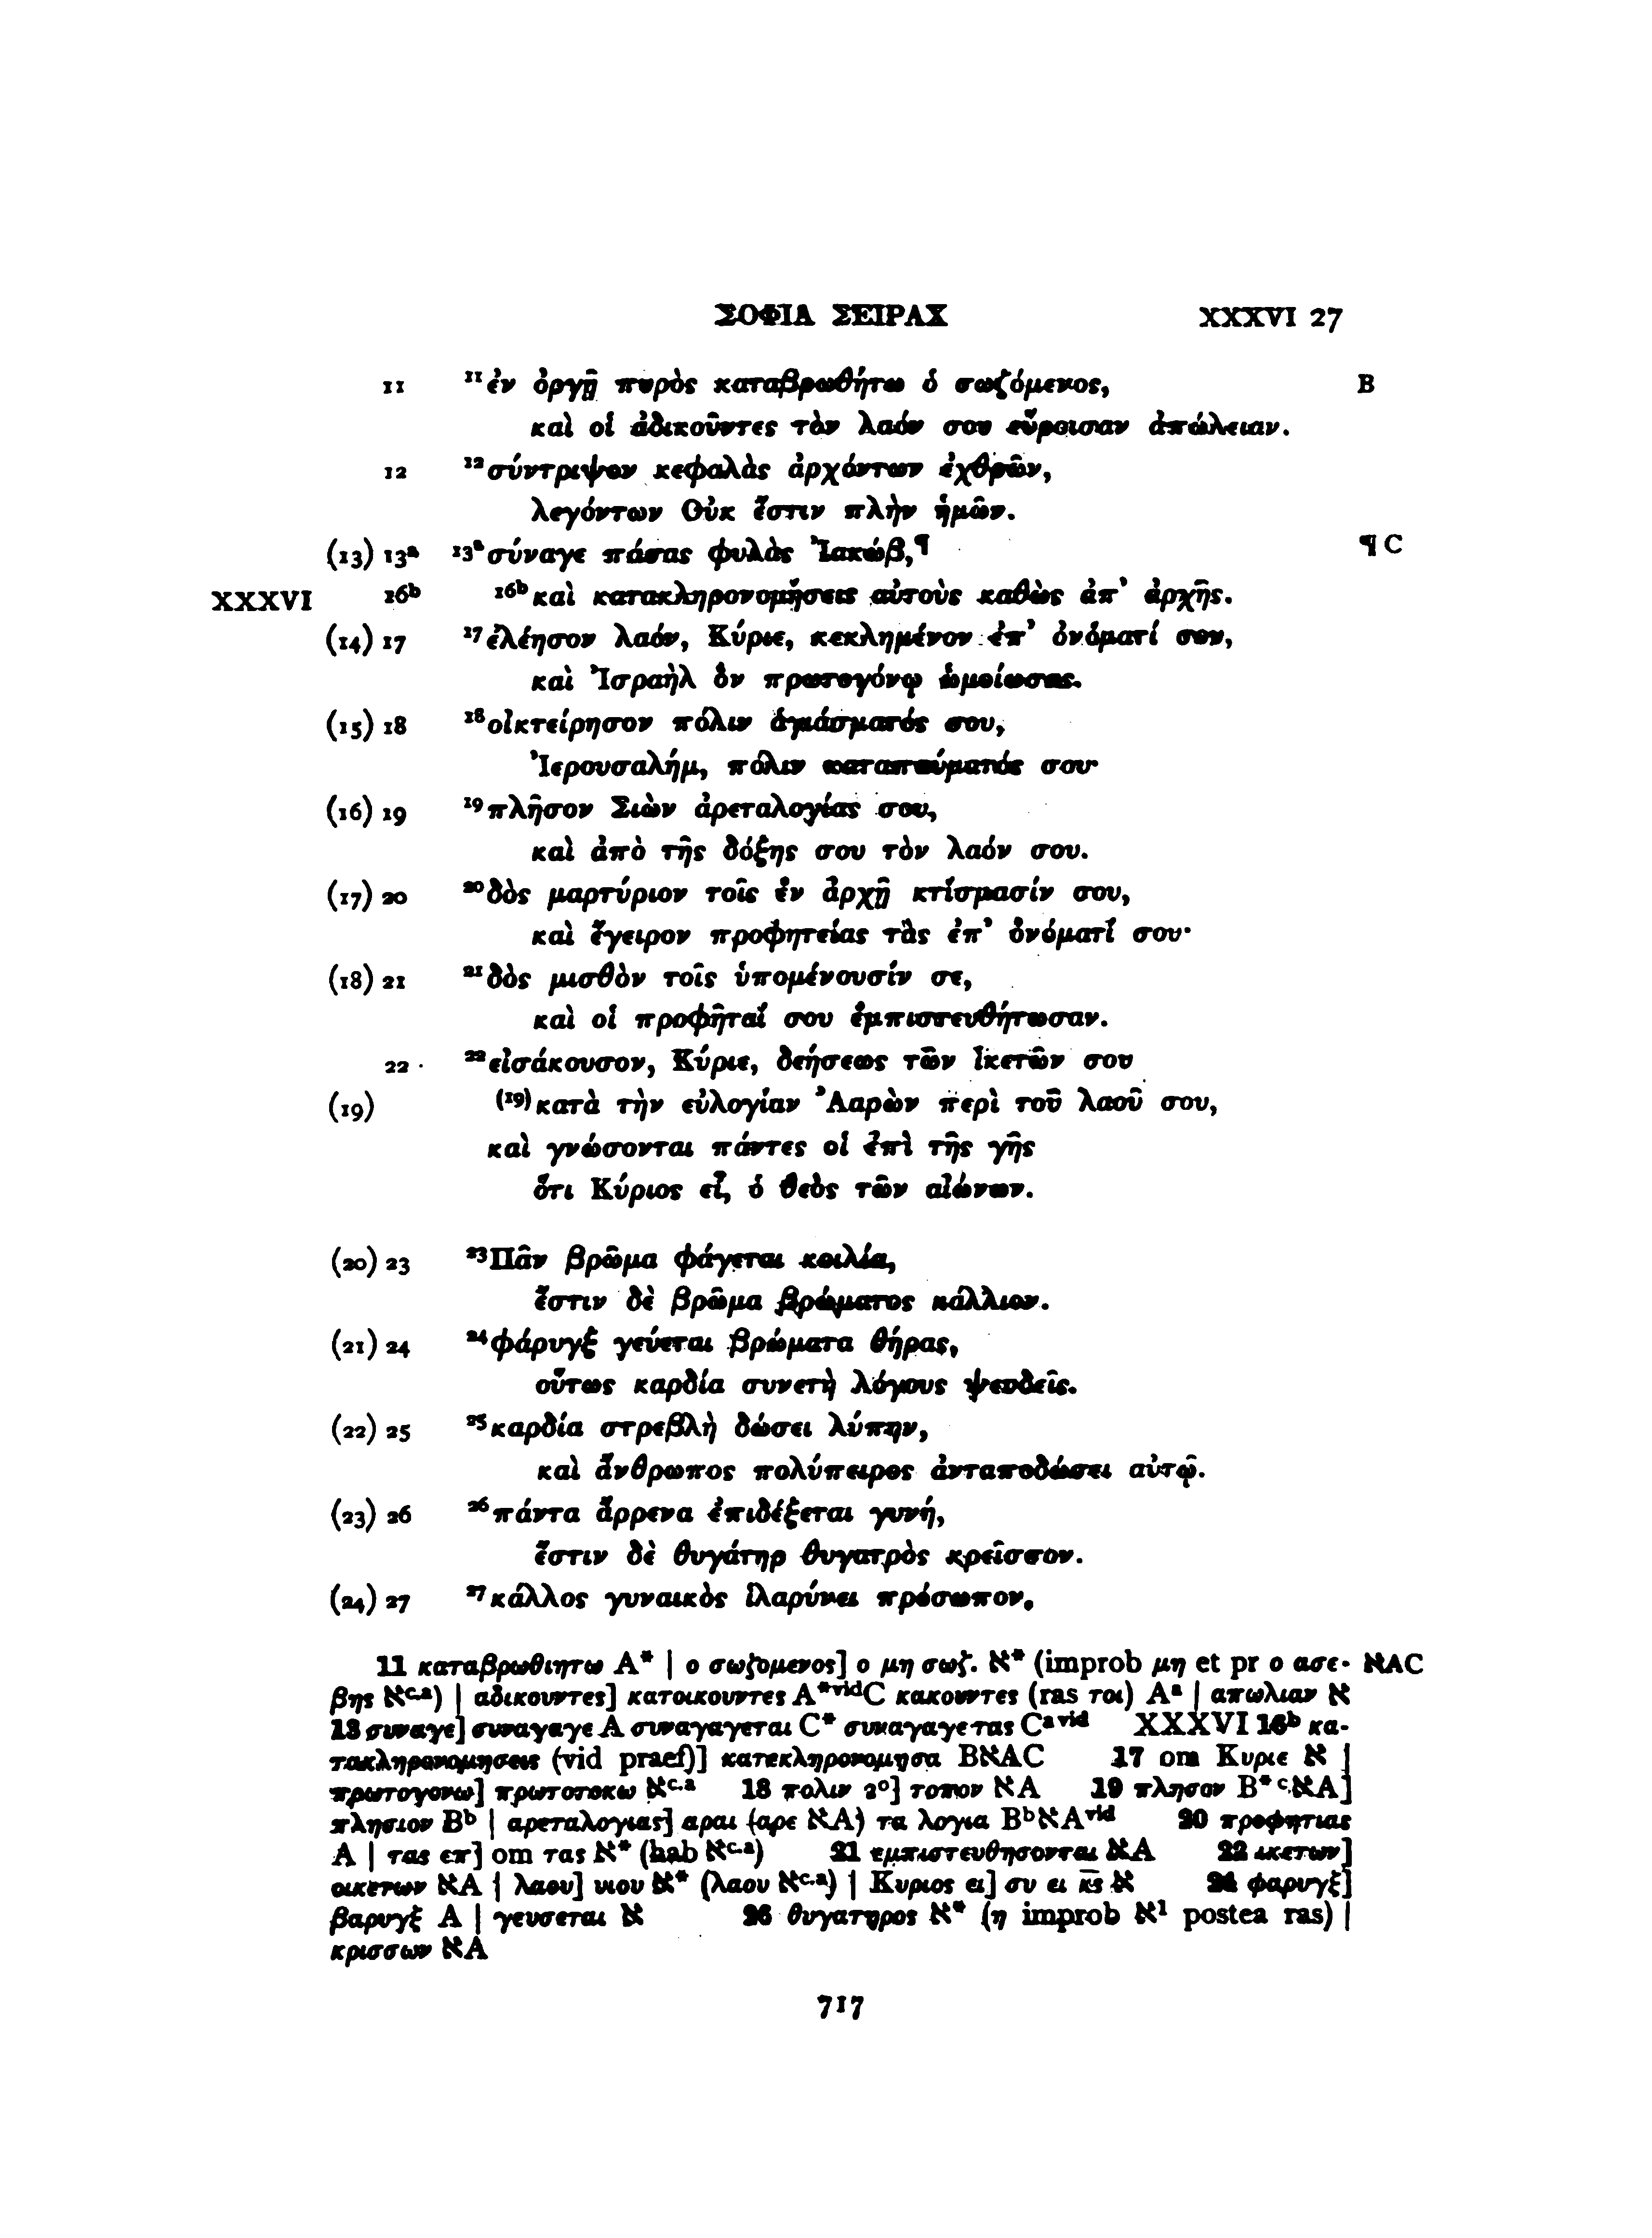 ΣΟΦΙΑ ΣΕΙΡΑΧ XXXVI 27
11 ¹¹ἐν ὀργῇ πυρὸς καταβρωθήτω ὁ σωζόμενος, B
καὶ οἱ ἀδικοῦντες τὸν λαόν σου εὕροισαν ἀπώλειαν.
12 ¹²σύντριψον κεφαλὰς ἀρχόντων ἐχθρῶν,
λεγόντων Οὐκ ἔστιν πλὴν ἡμῶν.
(13) 13ᵃ ¹³ᵃσύναγε πάσας φυλὰς Ἰακώβ,¶ ¶ C
XXXVI 16ᵇ ¹⁶ᵇκαὶ κατακληρονομήσεις αὐτοὺς καθὼς ἀπ᾽ ἀρχῆς.
(14) 17 ¹⁷ἐλέησον λαόν, Κύριε, κεκλημένον ἐπ᾽ ὀνόματί σου,
καὶ Ἰσραὴλ ὃν πρωτογόνῳ ὡμοίωσας.
(15) 18 ¹⁸οἰκτείρησον πόλιν ἁγιάσματός σου,
Ἰερουσαλήμ, πόλιν καταπαύματός σου·
(16) 19 ¹⁹πλῆσον Σιὼν ἀρεταλογίας σου,
καὶ ἀπὸ τῆς δόξης σου τὸν λαόν σου.
(17) 20 ²⁰δὸς μαρτύριον τοῖς ἐν ἀρχῇ κτίσμασίν σου,
καὶ ἔγειρον προφητείας τὰς ἐπ᾽ ὀνόματί σου·
(18) 21 ²¹δὸς μισθὸν τοῖς ὑπομένουσίν σε,
καὶ οἱ προφῆταί σου ἐμπιστευθήτωσαν.
22 ²²εἰσάκουσον, Κύριε, δεήσεως τῶν ἱκετῶν σου
(19) ⁽¹⁹⁾κατὰ τὴν εὐλογίαν Ἀαρὼν περὶ τοῦ λαοῦ σου,
καὶ γνώσονται πάντες οἱ ἐπὶ τῆς γῆς
ὅτι Κύριος εἶ, ὁ θεὸς τῶν αἰώνων.
(20) 23 ²³Πᾶν βρῶμα φάγεται κοιλία,
ἔστιν δὲ βρῶμα βρώματος κάλλιον.
(21) 24 ²⁴φάρυγξ γεύεται βρώματα θήρας,
οὕτως καρδία συνετὴ λόγους ψευδεῖς.
(22) 25 ²⁵καρδία στρεβλὴ δώσει λύπην,
καὶ ἄνθρωπος πολύπειρος ἀνταποδώσει αὐτῷ.
(23) 26 ²⁶πάντα ἄρρενα ἐπιδέξεται γυνή,
ἔστιν δὲ θυγάτηρ θυγατρὸς κρεῖσσον.
(24) 27 ²⁷κάλλος γυναικὸς ἱλαρύνει πρόσωπον,
11 καταβρωθιητω A* | ο σωζομενος] ο μη σωζ. ℵ* (improb μη et pr ο ασε- ℵAC
βης ℵᶜ·ᵃ) | αδικουντες] κατοικουντες A*ᵛⁱᵈC κακουντες (ras τοι) Aᵃ | απωλιαν ℵ
13 συναγε] συναγαγε A συναγαγεται C* συναγαγετας Cᵃ ᵛⁱᵈ XXXVI 16ᵇ κα-
τακληρονομησεις (vid praef)] κατεκληρονομησα BℵAC 17 om Κυριε ℵ |
πρωτογονω] πρωτοτοκω ℵᶜ·ᵃ 18 πολιν 2°] τοπον ℵA 19 πλησον B* ᶜ·ℵA]
πλησιον Bᵇ | αρεταλογιας] αραι (αρε ℵA) τα λογια BᵇℵAᵛⁱᵈ 20 προφητιας
A | τας επ] om τας ℵ* (hab ℵᶜ·ᵃ) 21 εμπιστευθησονται ℵA 22 ικετων]
οικετων ℵA | λαου] υιου ℵ* (λαου ℵᶜ·ᵃ) | Κυριος ει] συ ει κ̅ς̅ ℵ 24 φαρυγξ]
βαρυγξ A | γευσεται ℵ 26 θυγατηρος ℵ* (η improb ℵ¹ postea ras) |
κρισσων ℵA
717